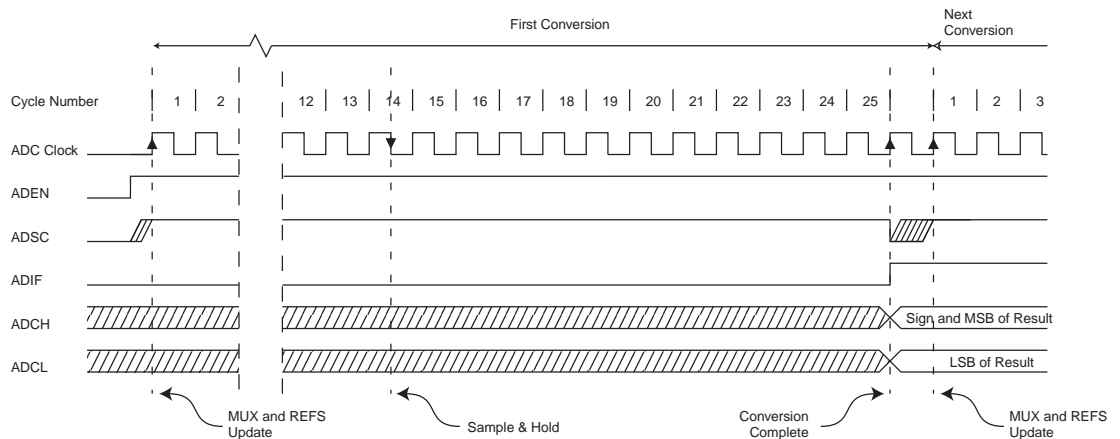 Next
First Conversion
Conversion
Cycle Number 1 2 12 13 14 15 16 17 18 19 20 21 22 23 24 25 1 2 3
ADC Clock
ADEN
ADSC
ADIF
ADCH Sign and MSB of Result
ADCL LSB of Result
MUX and REFS
Update
Sample & Hold
Conversion
Complete
MUX and REFS
Update